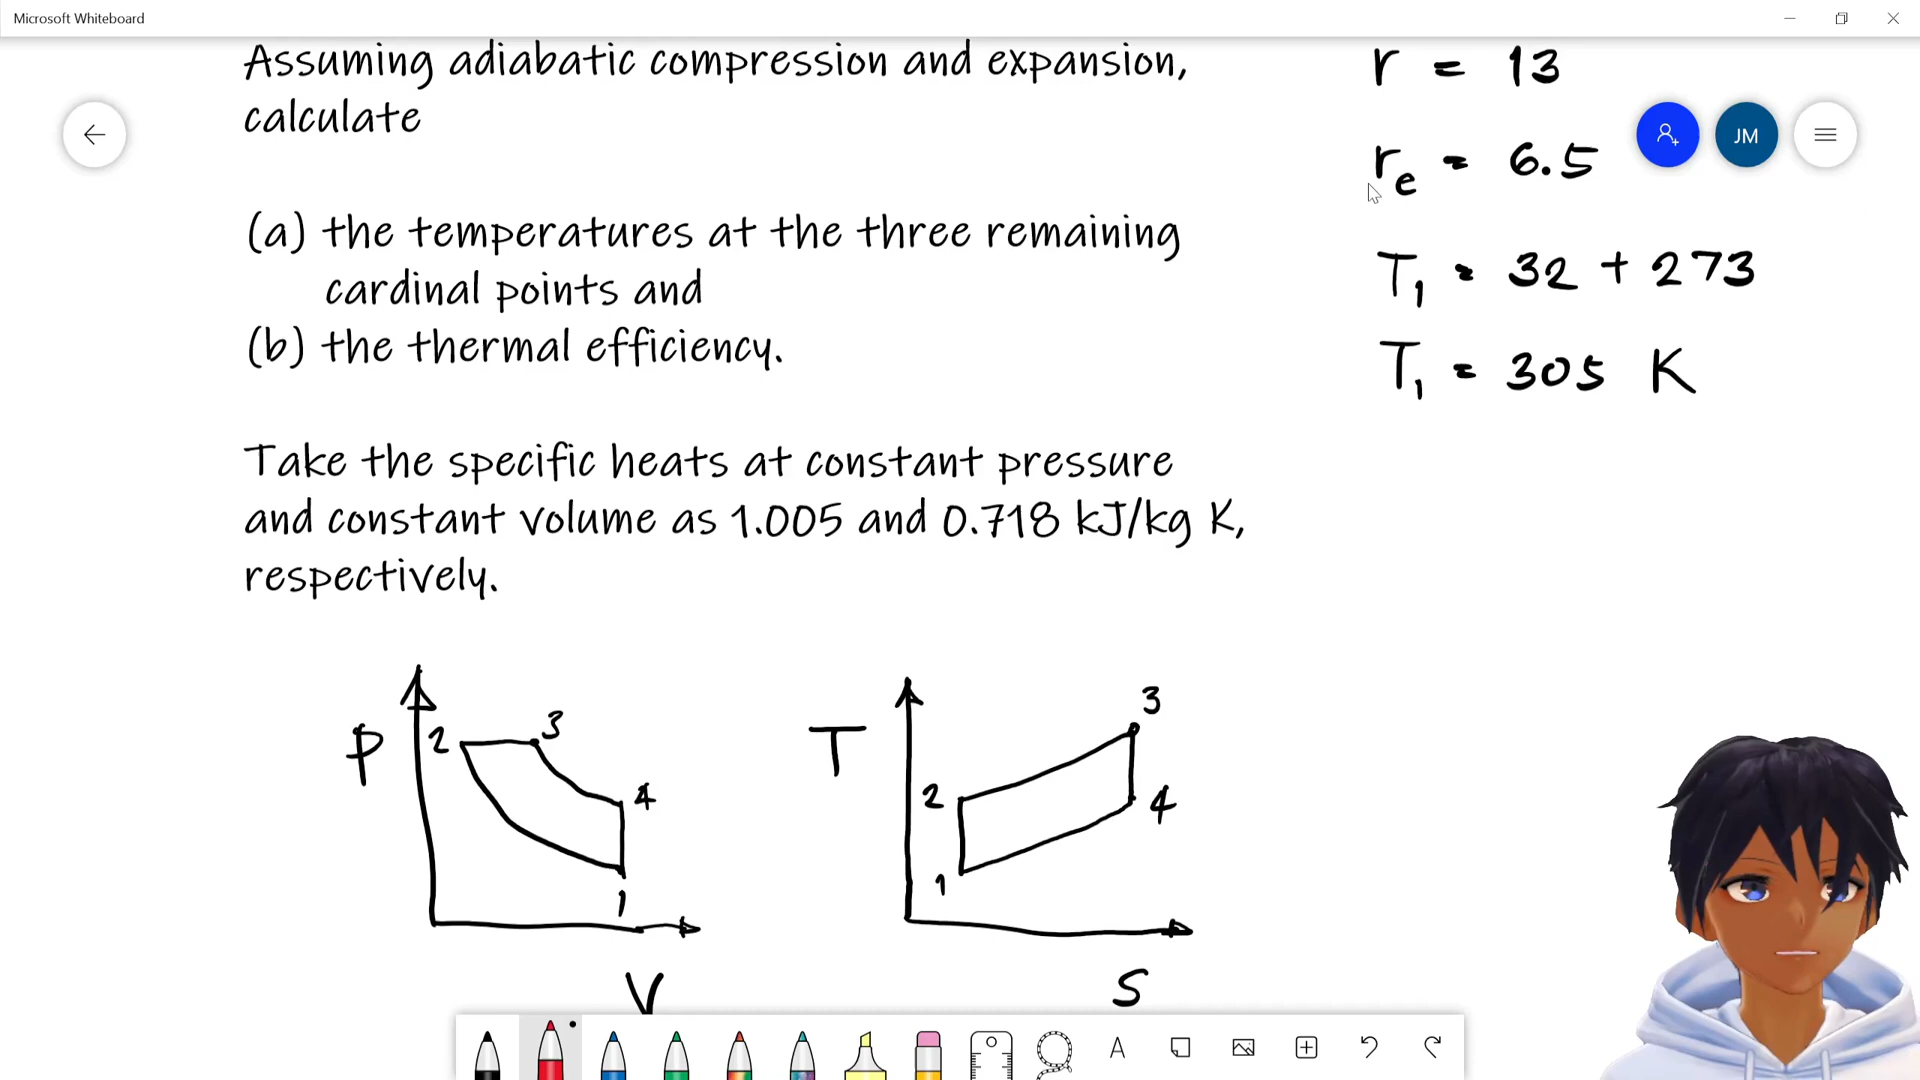 Microsoft Whiteboard
Assuming adiabatic compression and expansion,
calculate
(a) the temperatures at the three remaining
cardinal points and
(b) the thermal efficiency.
Take the specific heats at constant pressure
and constant volume as 1.005 and 0.718 kJ/kg K,
respectively.
r = 13
re = 6.5
JM
T1 = 32 + 273
T1 = 305 K
P
2
3
4
1
V
T
3
2
4
1
S
A